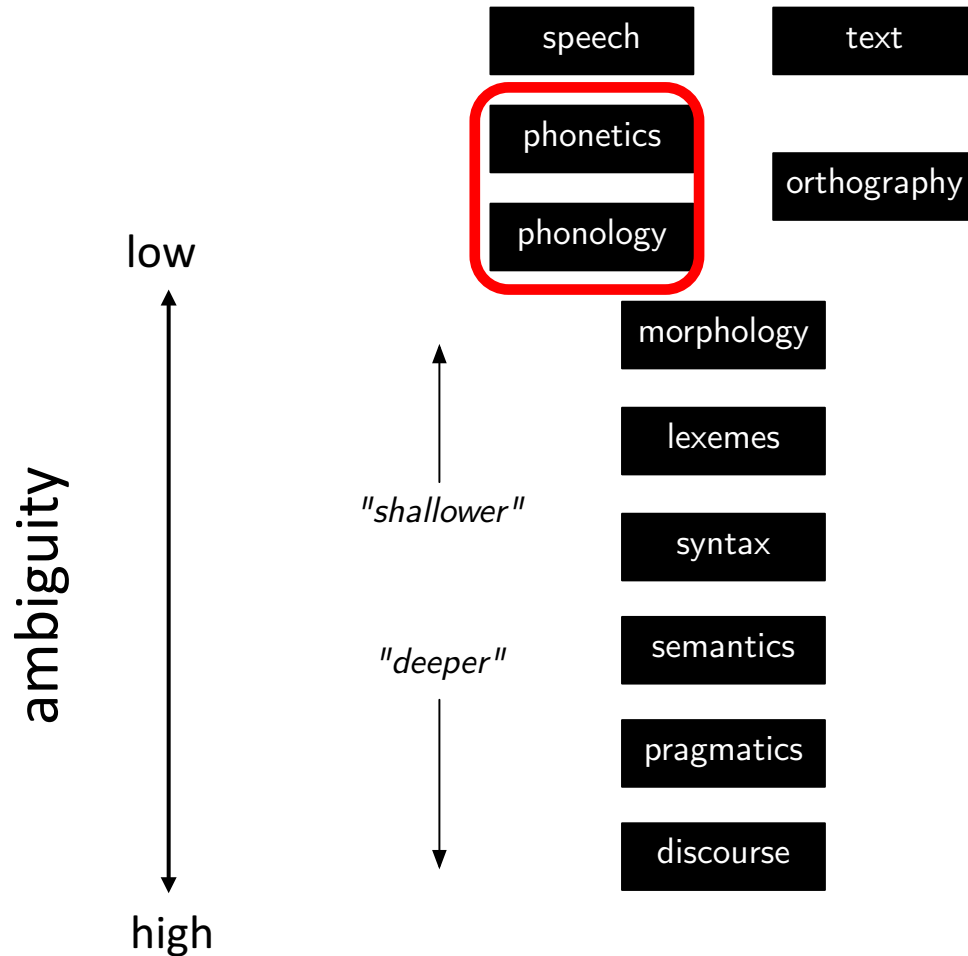 speech
text
phonetics
orthography
phonology
low
morphology
lexemes
"shallower"
syntax
ambiguity
semantics
"deeper"
pragmatics
discourse
high